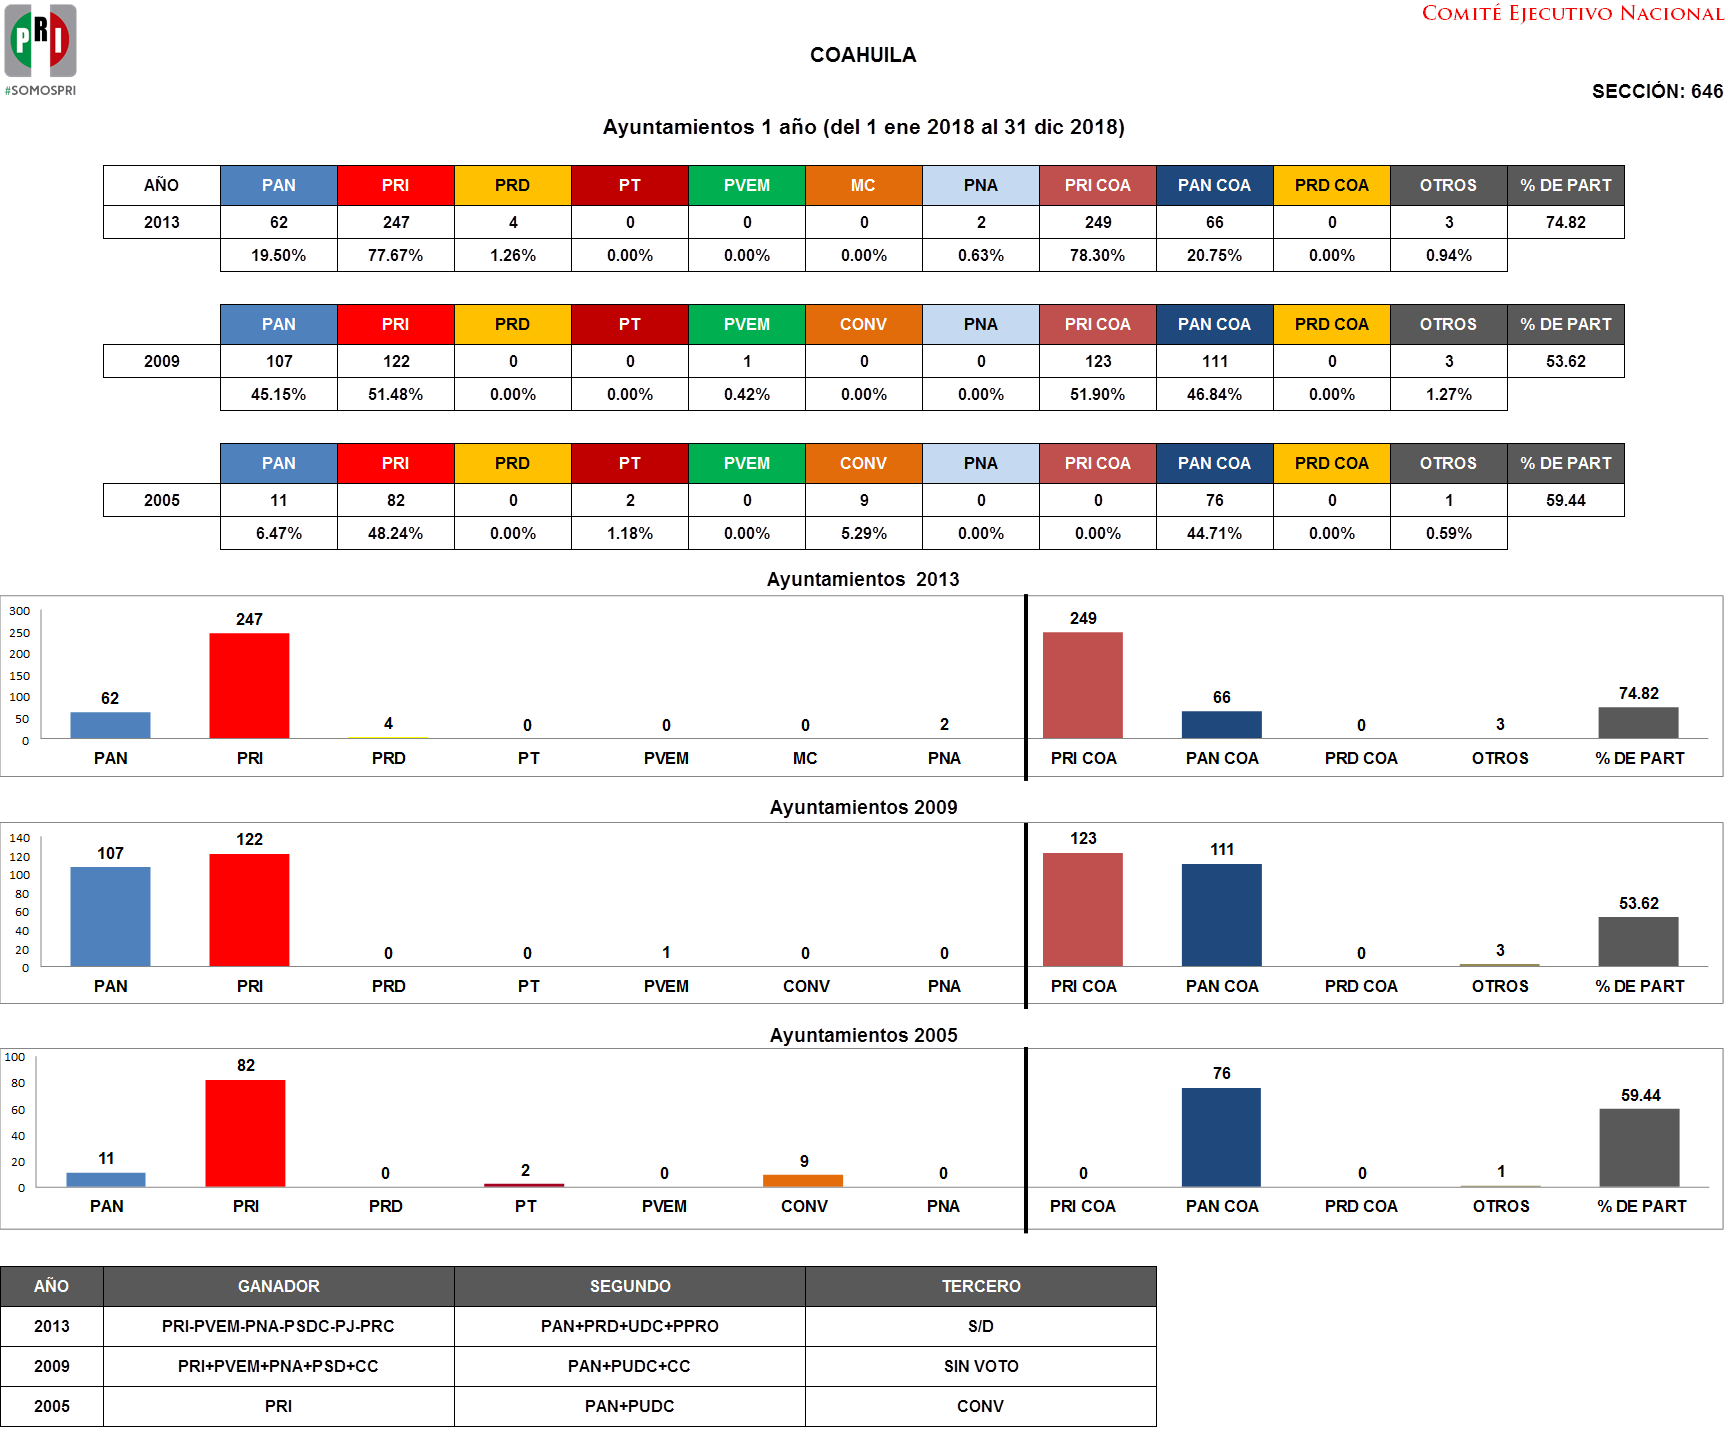 COMITÉ EJECUTIVO NACIONAL
PRI
#SOMOSPRI
COAHUILA
SECCIÓN: 646
Ayuntamientos 1 año (del 1 ene 2018 al 31 dic 2018)
AÑO PAN PRI PRD PT PVEM MC PNA PRI COA PAN COA PRD COA OTROS % DE PART
2013 62 247 4 0 0 0 2 249 66 0 3 74.82
19.50% 77.67% 1.26% 0.00% 0.00% 0.00% 0.63% 78.30% 20.75% 0.00% 0.94%
PAN PRI PRD PT PVEM CONV PNA PRI COA PAN COA PRD COA OTROS % DE PART
2009 107 122 0 0 1 0 0 123 111 0 3 53.62
45.15% 51.48% 0.00% 0.00% 0.42% 0.00% 0.00% 51.90% 46.84% 0.00% 1.27%
PAN PRI PRD PT PVEM CONV PNA PRI COA PAN COA PRD COA OTROS % DE PART
2005 11 82 0 2 0 9 0 0 76 0 1 59.44
6.47% 48.24% 0.00% 1.18% 0.00% 5.29% 0.00% 0.00% 44.71% 0.00% 0.59%
Ayuntamientos 2013
300
250
200
150
100
50
0
62 247 4 0 0 0 2 249 66 0 3 74.82
PAN PRI PRD PT PVEM MC PNA PRI COA PAN COA PRD COA OTROS % DE PART
Ayuntamientos 2009
140
120
100
80
60
40
20
0
107 122 0 0 1 0 0 123 111 0 3 53.62
PAN PRI PRD PT PVEM CONV PNA PRI COA PAN COA PRD COA OTROS % DE PART
Ayuntamientos 2005
100
80
60
40
20
0
11 82 0 2 0 9 0 0 76 0 1 59.44
PAN PRI PRD PT PVEM CONV PNA PRI COA PAN COA PRD COA OTROS % DE PART
AÑO GANADOR SEGUNDO TERCERO
2013 PRI-PVEM-PNA-PSDC-PJ-PRC PAN+PRD+UDC+PPRO S/D
2009 PRI+PVEM+PNA+PSD+CC PAN+PUDC+CC SIN VOTO
2005 PRI PAN+PUDC CONV